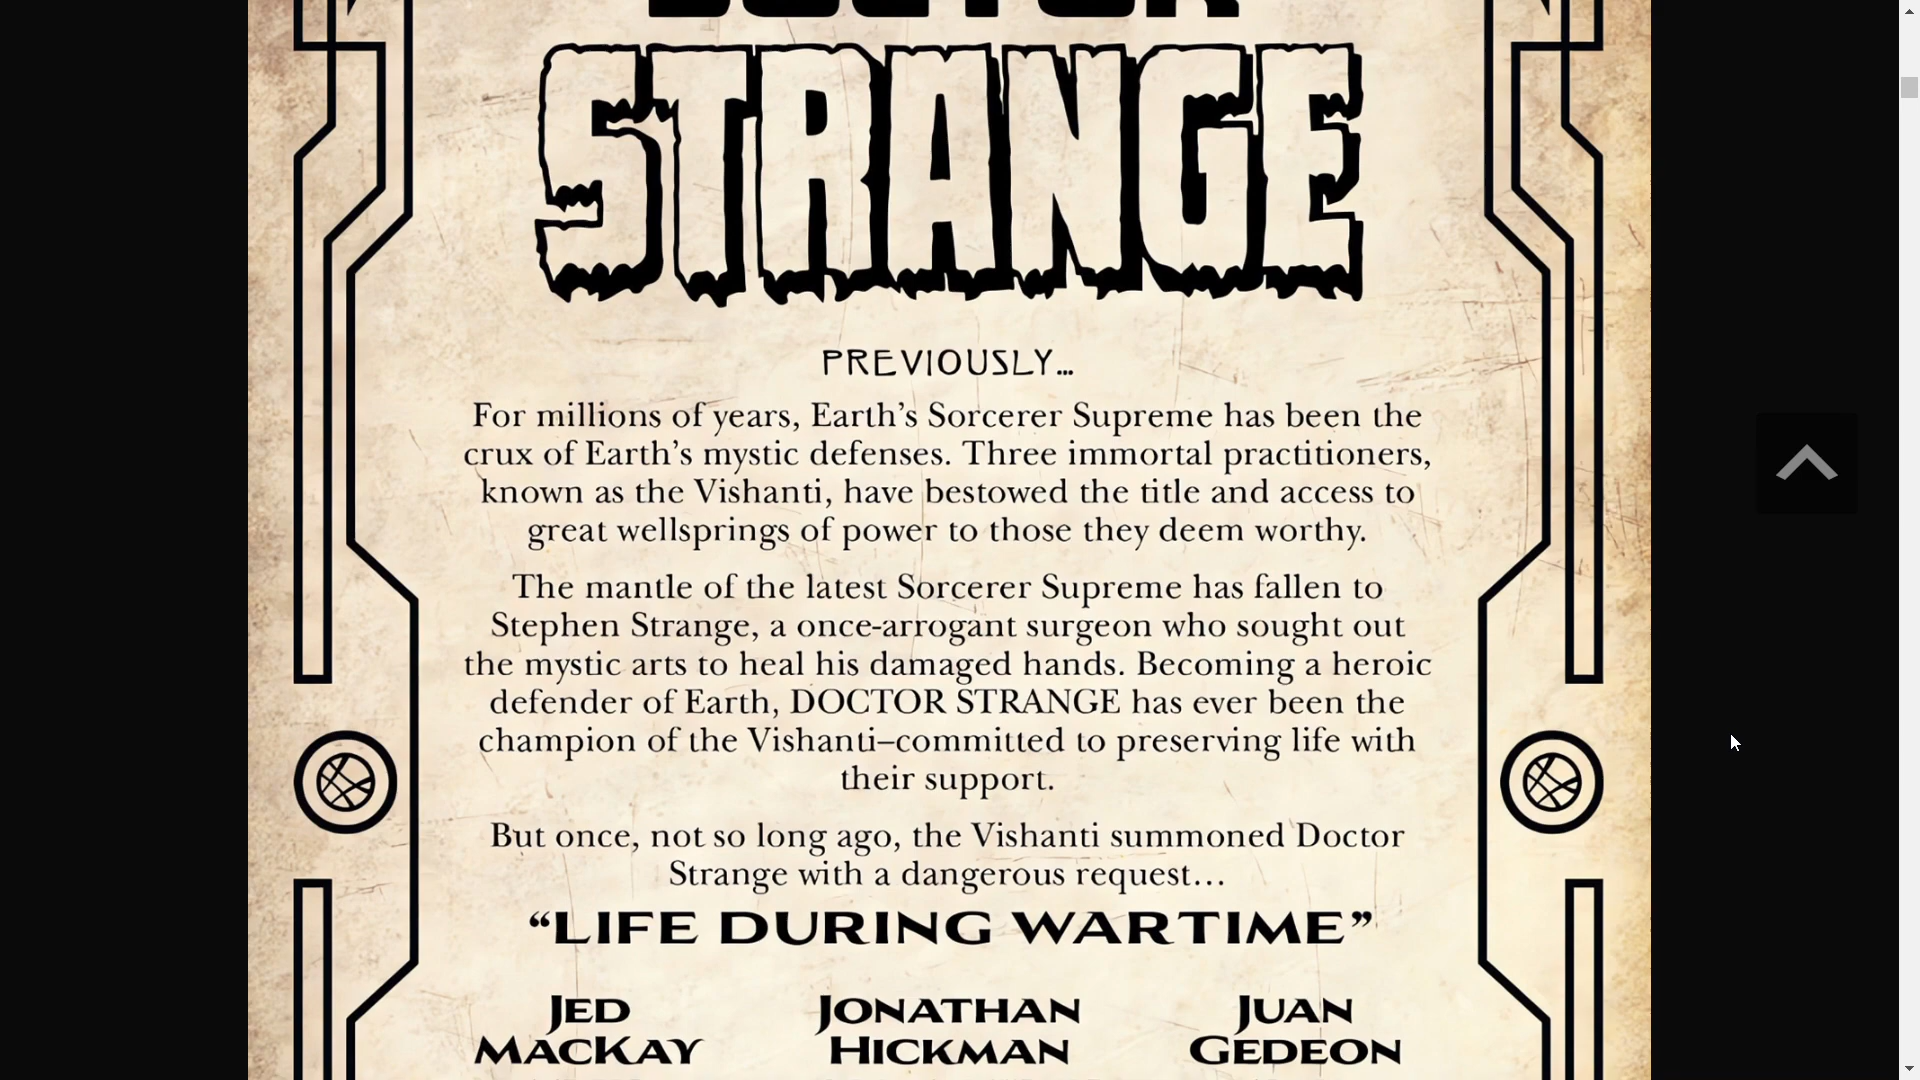 DOCTOR
STRANGE
PREVIOUSLY...
For millions of years, Earth’s Sorcerer Supreme has been the
crux of Earth’s mystic defenses. Three immortal practitioners,
known as the Vishanti, have bestowed the title and access to
great wellsprings of power to those they deem worthy.
The mantle of the latest Sorcerer Supreme has fallen to
Stephen Strange, a once-arrogant surgeon who sought out
the mystic arts to heal his damaged hands. Becoming a heroic
defender of Earth, DOCTOR STRANGE has ever been the
champion of the Vishanti–committed to preserving life with
their support.
But once, not so long ago, the Vishanti summoned Doctor
Strange with a dangerous request…
“LIFE DURING WARTIME”
JED JONATHAN JUAN
MACKAY HICKMAN GEDEON